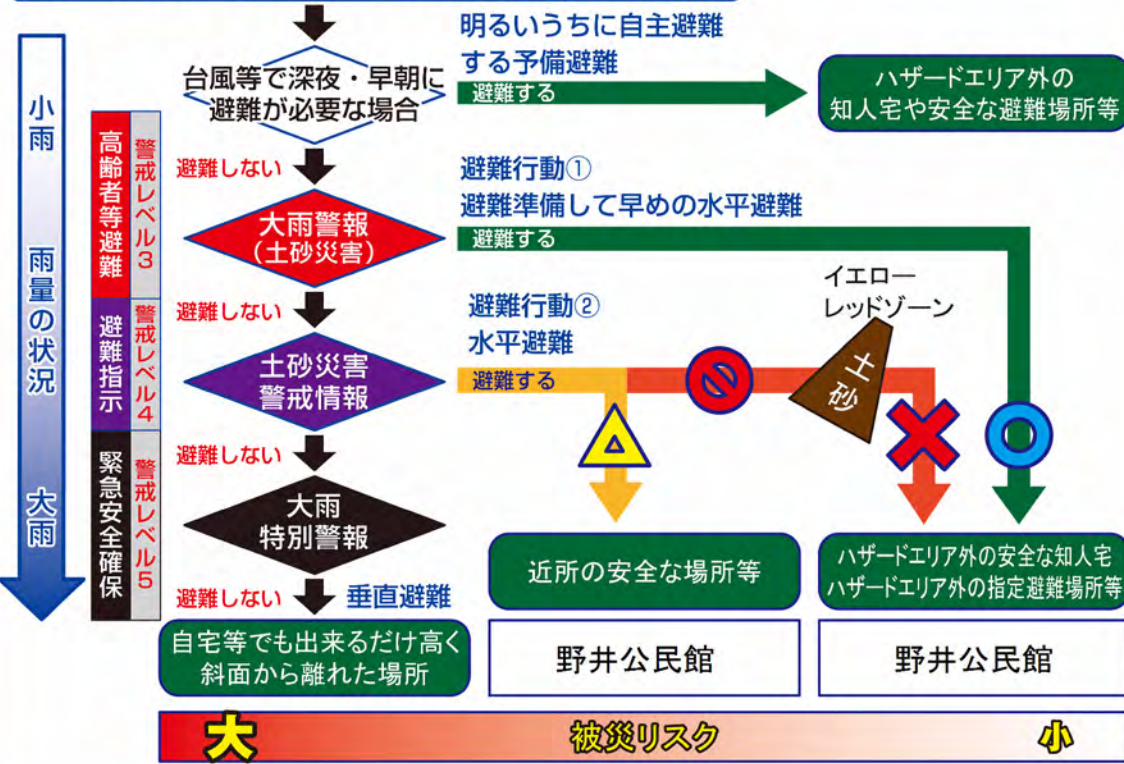 明るいうちに自主避難
する予備避難
避難する
台風等で深夜・早朝に
避難が必要な場合
ハザードエリア外の
知人宅や安全な避難場所等
小雨
雨量の状況
大雨
高齢者等避難
警戒レベル3
避難しない
避難行動①
避難準備して早めの水平避難
避難する
大雨警報
(土砂災害)
イエロー
レッドゾーン
避難指示
警戒レベル4
避難しない
避難行動②
水平避難
避難する
土砂災害
警戒情報
土砂
緊急安全確保
警戒レベル5
避難しない
大雨
特別警報
近所の安全な場所等
ハザードエリア外の安全な知人宅
ハザードエリア外の指定避難場所等
避難しない
垂直避難
自宅等でも出来るだけ高く
斜面から離れた場所
野井公民館
野井公民館
大
被災リスク
小